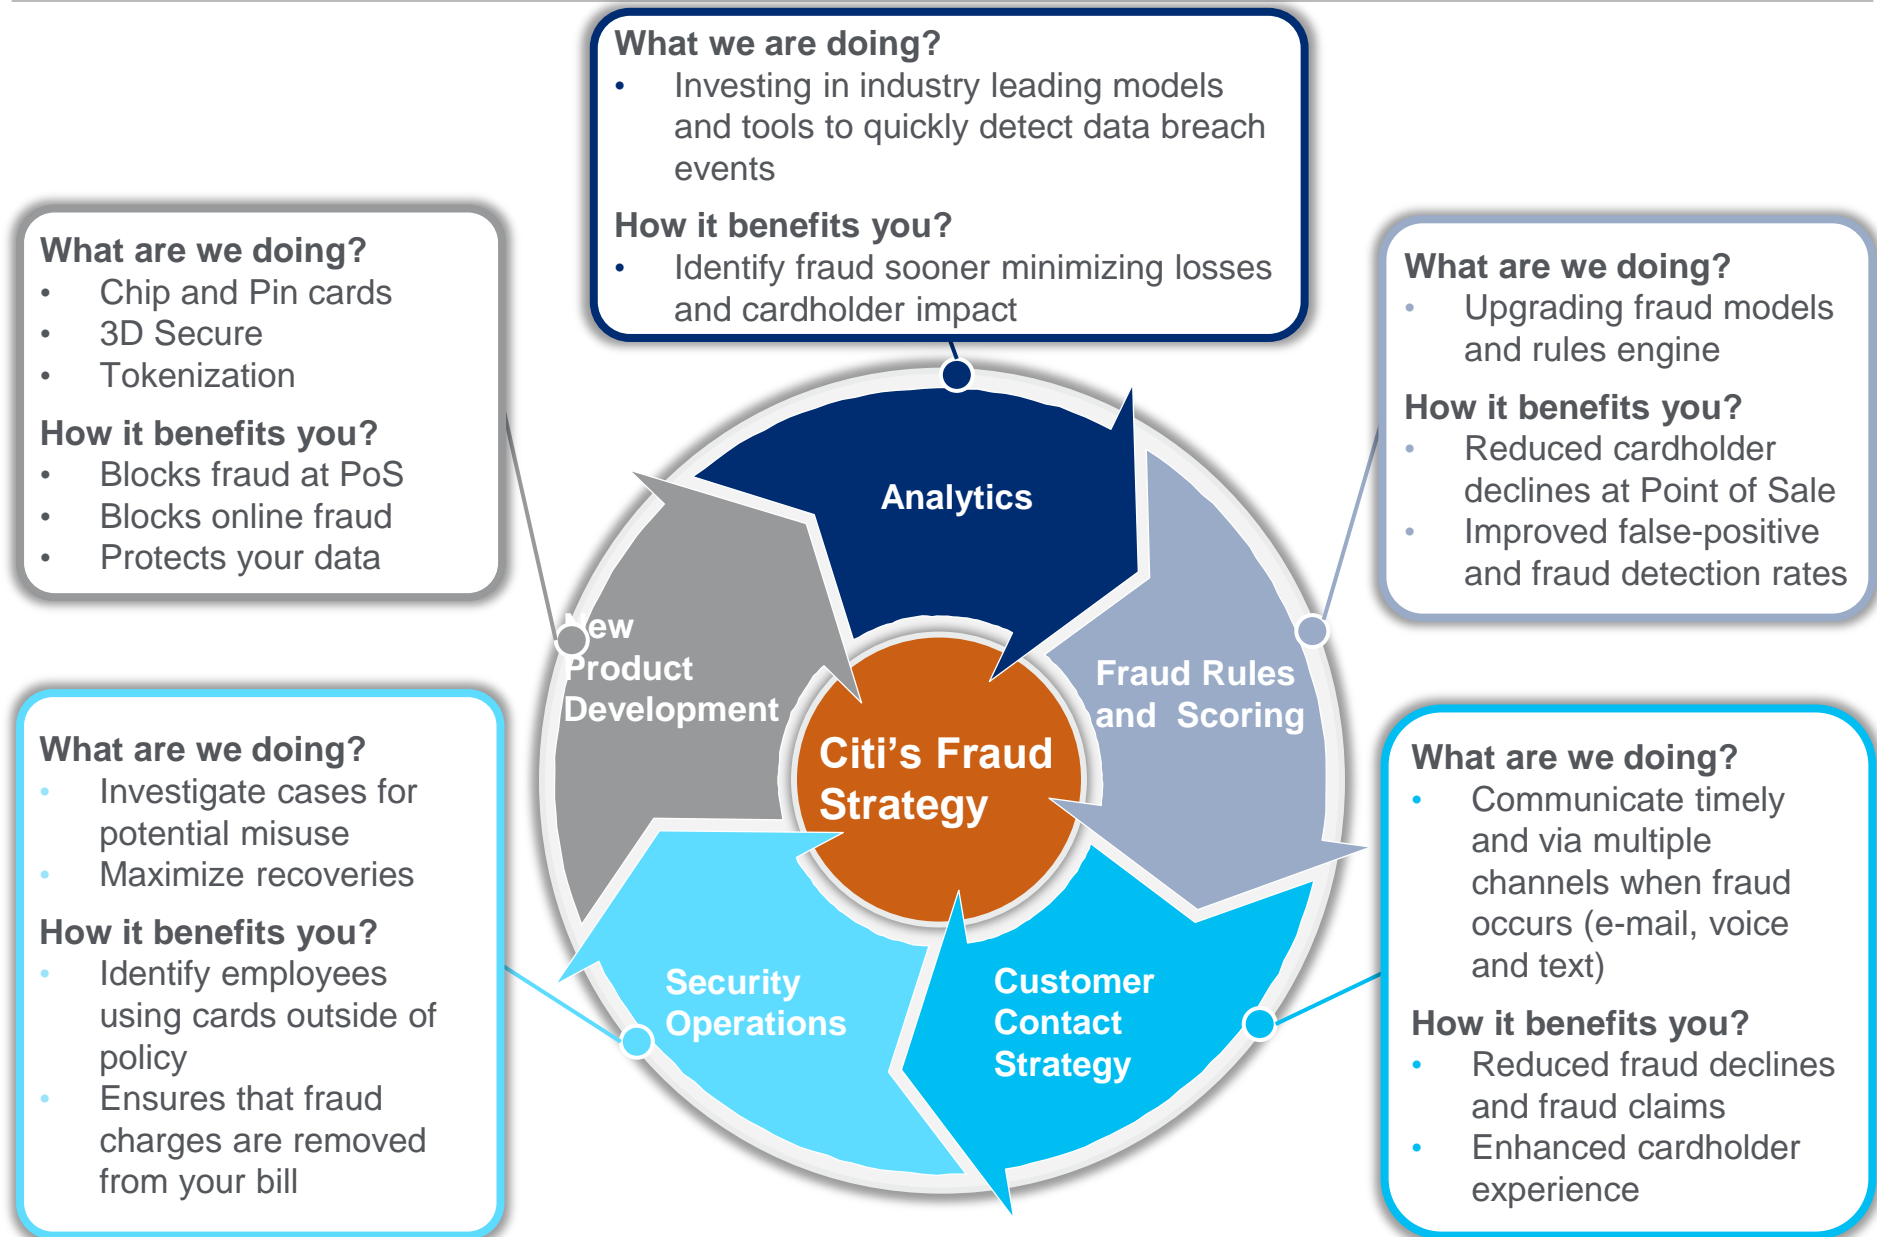 What we are doing?
• Investing in industry leading models
and tools to quickly detect data breach
events
How it benefits you?
• Identify fraud sooner minimizing losses
and cardholder impact
What are we doing?
• Chip and Pin cards
• 3D Secure
• Tokenization
How it benefits you?
• Blocks fraud at PoS
• Blocks online fraud
• Protects your data
What are we doing?
• Upgrading fraud models
and rules engine
How it benefits you?
• Reduced cardholder
declines at Point of Sale
• Improved false-positive
and fraud detection rates
Analytics
New
Product
Development
Fraud Rules
and Scoring
Citi's Fraud
Strategy
Security
Operations
Customer
Contact
Strategy
What are we doing?
• Investigate cases for
potential misuse
• Maximize recoveries
How it benefits you?
• Identify employees
using cards outside of
policy
• Ensures that fraud
charges are removed
from your bill
What are we doing?
• Communicate timely
and via multiple
channels when fraud
occurs (e-mail, voice
and text)
How it benefits you?
• Reduced fraud declines
and fraud claims
• Enhanced cardholder
experience